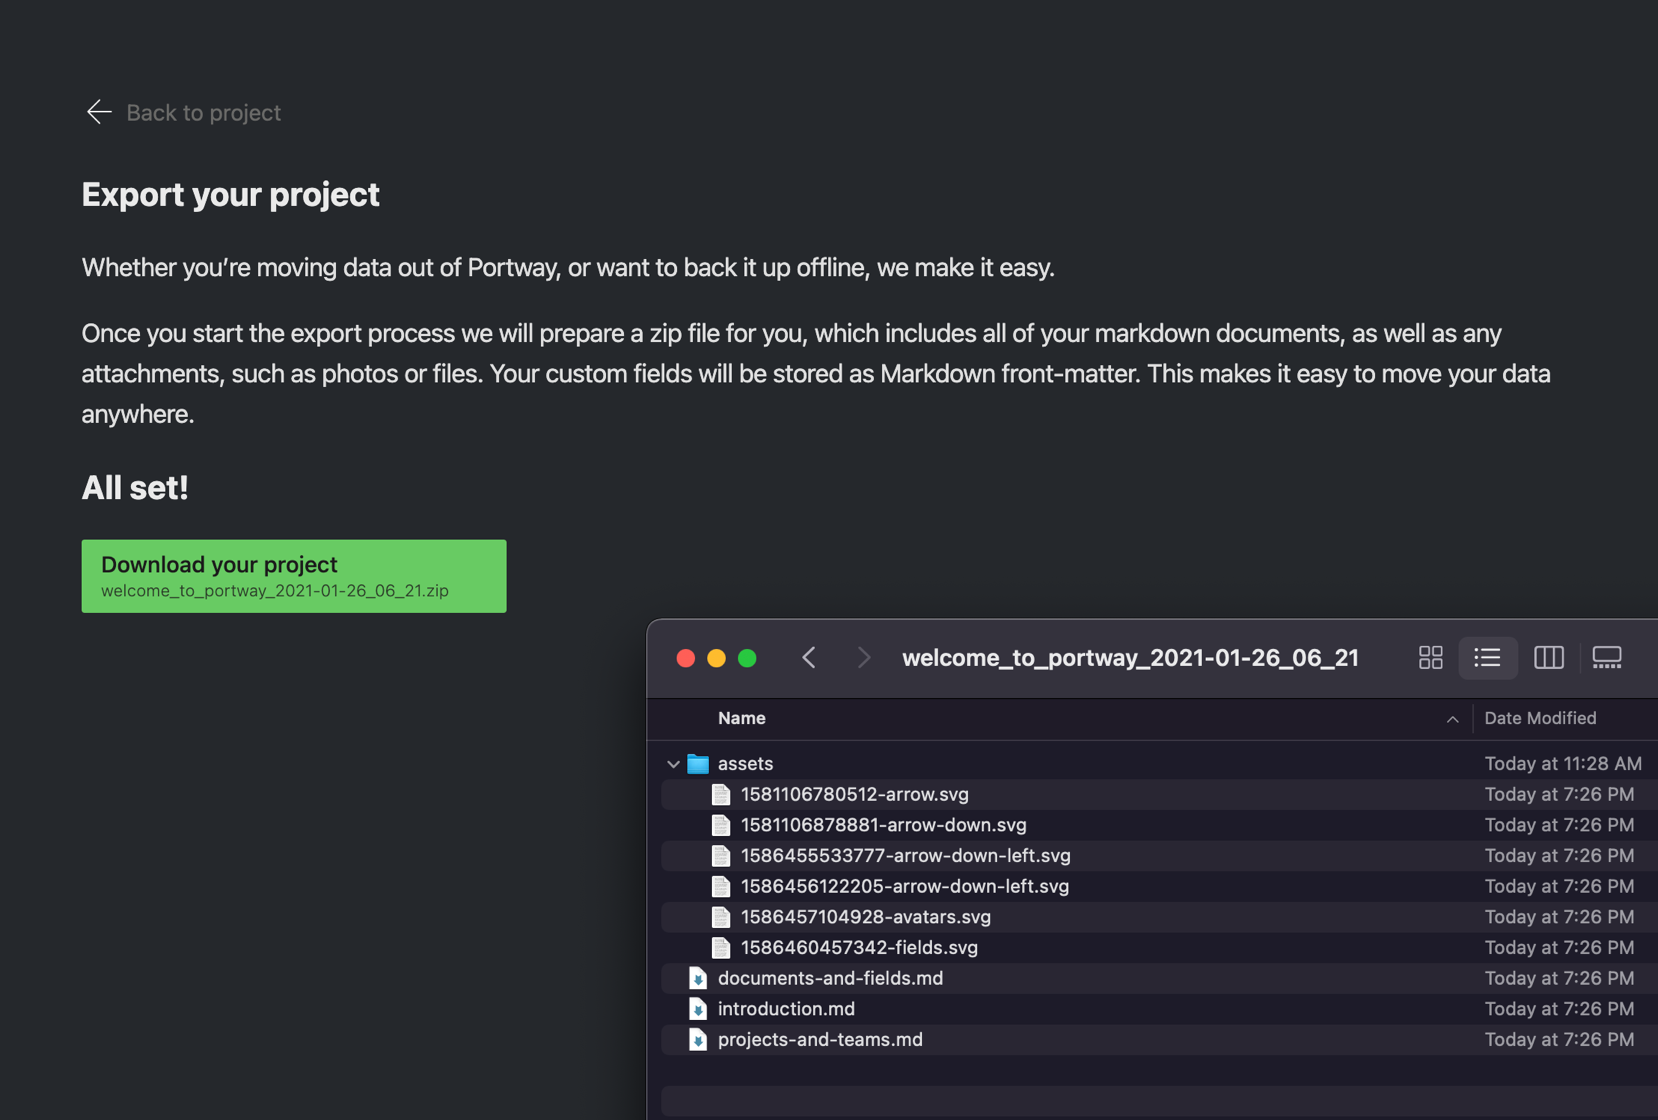 Back to project
Export your project
Whether you’re moving data out of Portway, or want to back it up offline, we make it easy.
Once you start the export process we will prepare a zip file for you, which includes all of your markdown documents, as well as any
attachments, such as photos or files. Your custom fields will be stored as Markdown front-matter. This makes it easy to move your data
anywhere.
All set!
Download your project
welcome_to_portway_2021-01-26_06_21.zip
welcome_to_portway_2021-01-26_06_21
Name Date Modified
assets Today at 11:28 AM
1581106780512-arrow.svg Today at 7:26 PM
1581106878881-arrow-down.svg Today at 7:26 PM
1586455533777-arrow-down-left.svg Today at 7:26 PM
1586456122205-arrow-down-left.svg Today at 7:26 PM
1586457104928-avatars.svg Today at 7:26 PM
1586460457342-fields.svg Today at 7:26 PM
documents-and-fields.md Today at 7:26 PM
introduction.md Today at 7:26 PM
projects-and-teams.md Today at 7:26 PM